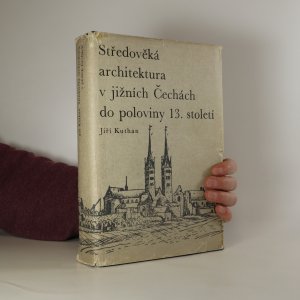 Středověká
architektura
v jižních Čechách
do poloviny 13. století
Jiří Kuthan